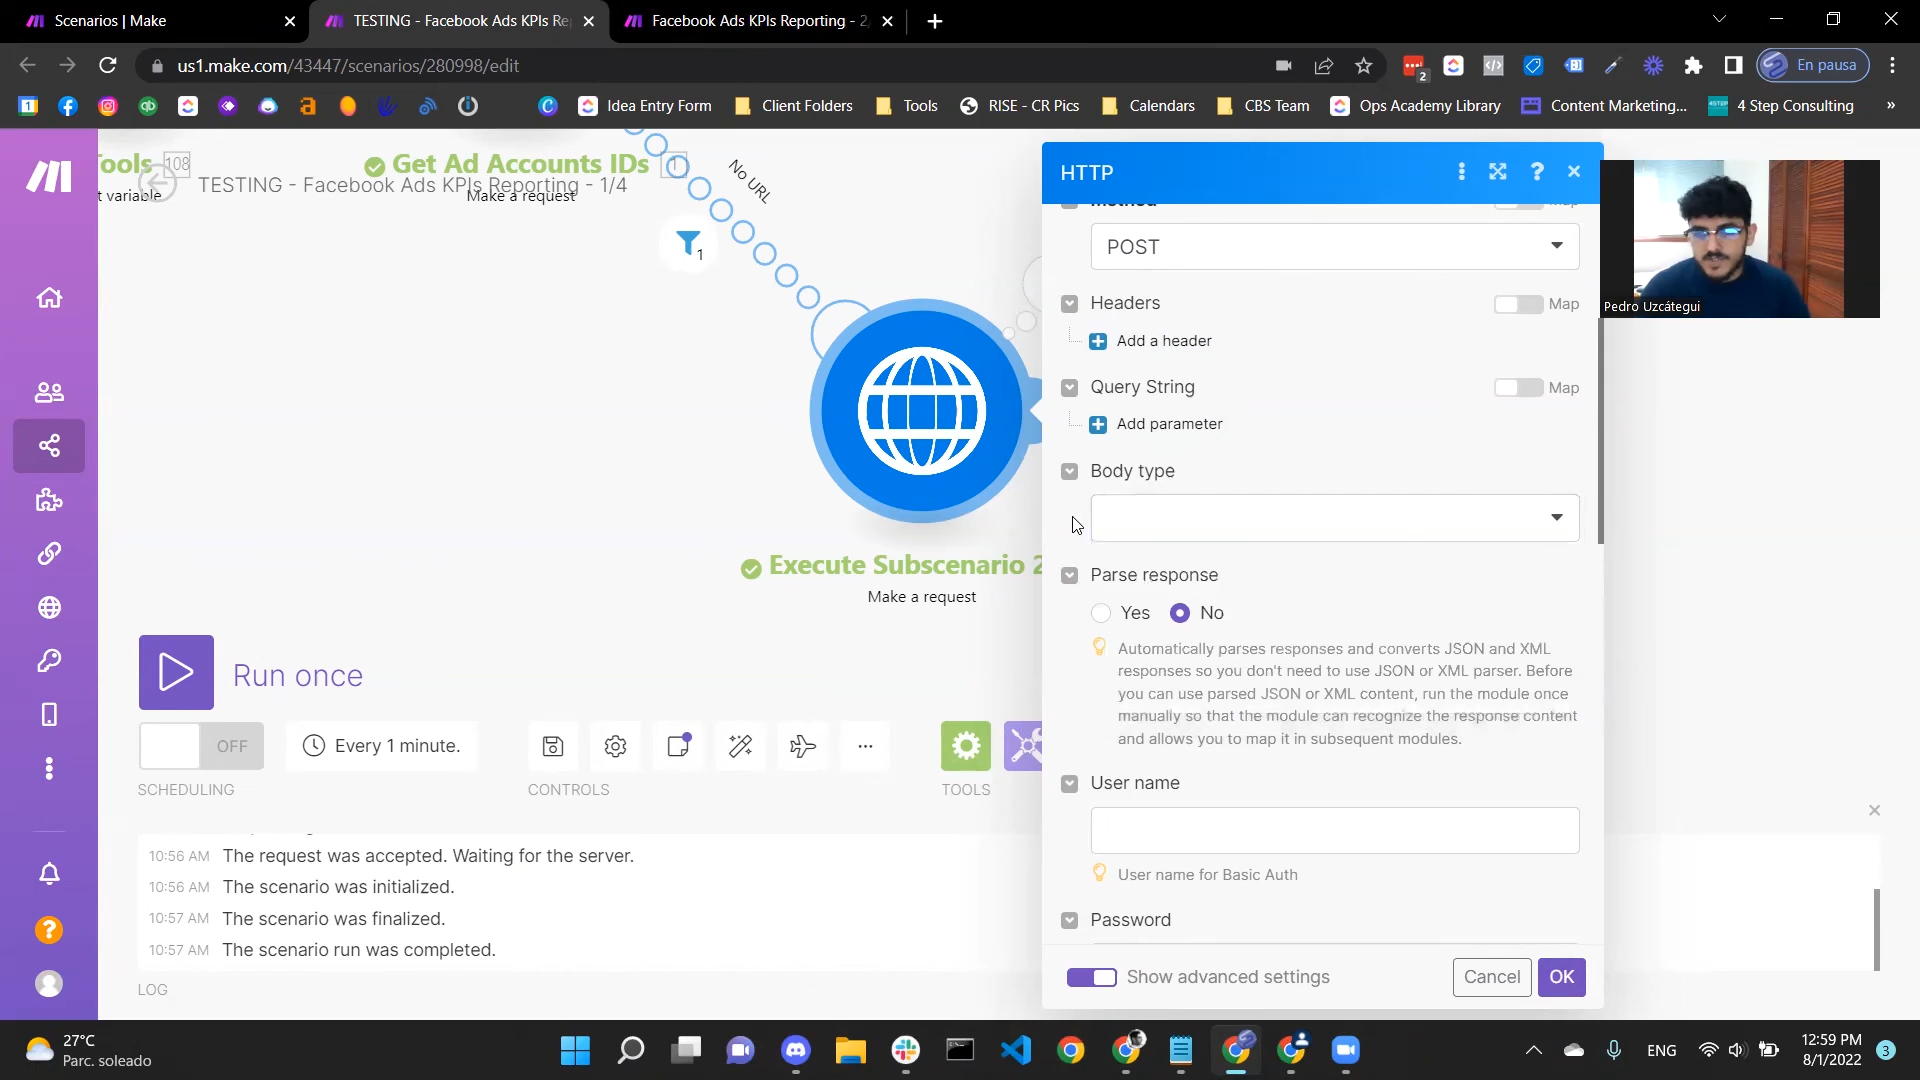 Scenarios | Make
TESTING - Facebook Ads KPIs Re
Facebook Ads KPIs Reporting - 2
us1.make.com/43447/scenarios/280998/edit
2
En pausa
1
Idea Entry Form
Client Folders
Tools
RISE - CR Pics
Calendars
CBS Team
Ops Academy Library
Content Marketing...
4 Step Consulting
»
Tools 108
t variable
Get Ad Accounts IDs 1
Make a request
TESTING - Facebook Ads KPIs Reporting - 1/4
No URL
1
Execute Subscenario 2
Make a request
HTTP
Method
Map
POST
Headers
Map
Add a header
Query String
Map
Add parameter
Body type
Parse response
Yes
No
Automatically parses responses and converts JSON and XML
responses so you don't need to use JSON or XML parser. Before
you can use parsed JSON or XML content, run the module once
manually so that the module can recognize the response content
and allows you to map it in subsequent modules.
User name
User name for Basic Auth
Password
Show advanced settings
Cancel
OK
Pedro Uzcátegui
Run once
OFF
Every 1 minute.
SCHEDULING
CONTROLS
TOOLS
10:56 AM The request was accepted. Waiting for the server.
10:56 AM The scenario was initialized.
10:57 AM The scenario was finalized.
10:57 AM The scenario run was completed.
LOG
27°C
Parc. soleado
ENG
12:59 PM
8/1/2022
3